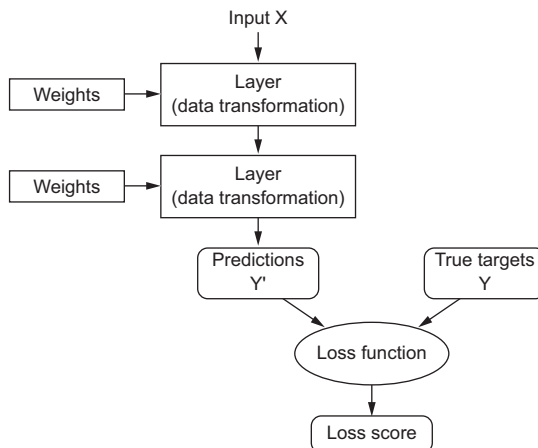 Input X
Layer
(data transformation)
Weights
Layer
(data transformation)
Weights
Predictions
Y'
True targets
Y
Loss function
Loss score